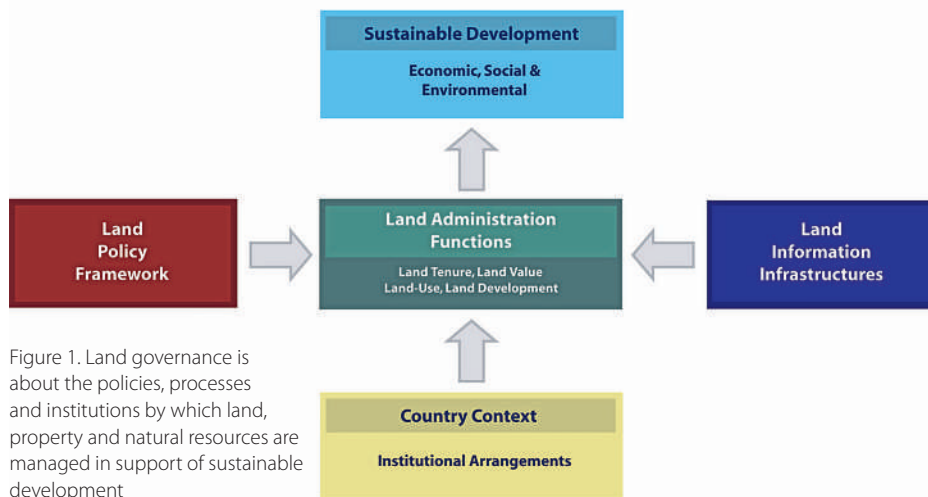 Sustainable Development
Economic, Social &
Environmental
Land
Policy
Framework
Land Administration
Functions
Land Tenure, Land Value
Land-Use, Land Development
Land
Information
Infrastructures
Figure 1. Land governance is
about the policies, processes
and institutions by which land,
property and natural resources are
managed in support of sustainable
development
Country Context
Institutional Arrangements